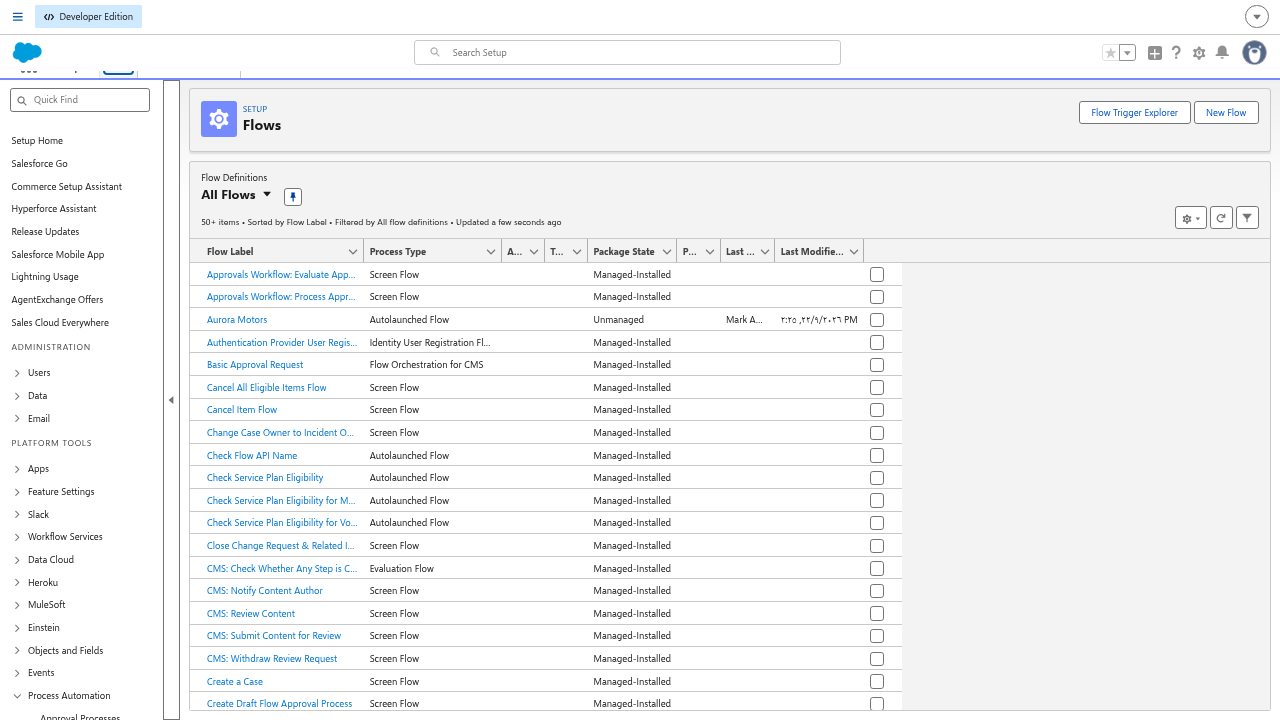 Developer Edition
Search Setup
Quick Find
Setup Home
Salesforce Go
Commerce Setup Assistant
Hyperforce Assistant
Release Updates
Salesforce Mobile App
Lightning Usage
AgentExchange Offers
Sales Cloud Everywhere
ADMINISTRATION
Users
Data
Email
PLATFORM TOOLS
Apps
Feature Settings
Slack
Workflow Services
Data Cloud
Heroku
MuleSoft
Einstein
Objects and Fields
Events
Process Automation
Approval Processes
SETUP
Flows
Flow Trigger Explorer
New Flow
Flow Definitions
All Flows
50+ items • Sorted by Flow Label • Filtered by All flow definitions • Updated a few seconds ago
Flow Label Process Type A... T... Package State P... Last ... Last Modifie...
Approvals Workflow: Evaluate App... Screen Flow Managed-Installed
Approvals Workflow: Process Appr... Screen Flow Managed-Installed
Aurora Motors Autolaunched Flow Unmanaged Mark A... ٢٢/٩/٢٠٢٦, ٢:٢٥ PM
Authentication Provider User Regis... Identity User Registration Fl... Managed-Installed
Basic Approval Request Flow Orchestration for CMS Managed-Installed
Cancel All Eligible Items Flow Screen Flow Managed-Installed
Cancel Item Flow Screen Flow Managed-Installed
Change Case Owner to Incident O... Screen Flow Managed-Installed
Check Flow API Name Autolaunched Flow Managed-Installed
Check Service Plan Eligibility Autolaunched Flow Managed-Installed
Check Service Plan Eligibility for M... Autolaunched Flow Managed-Installed
Check Service Plan Eligibility for Vo... Autolaunched Flow Managed-Installed
Close Change Request & Related I... Screen Flow Managed-Installed
CMS: Check Whether Any Step is C... Evaluation Flow Managed-Installed
CMS: Notify Content Author Screen Flow Managed-Installed
CMS: Review Content Screen Flow Managed-Installed
CMS: Submit Content for Review Screen Flow Managed-Installed
CMS: Withdraw Review Request Screen Flow Managed-Installed
Create a Case Screen Flow Managed-Installed
Create Draft Flow Approval Process Screen Flow Managed-Installed